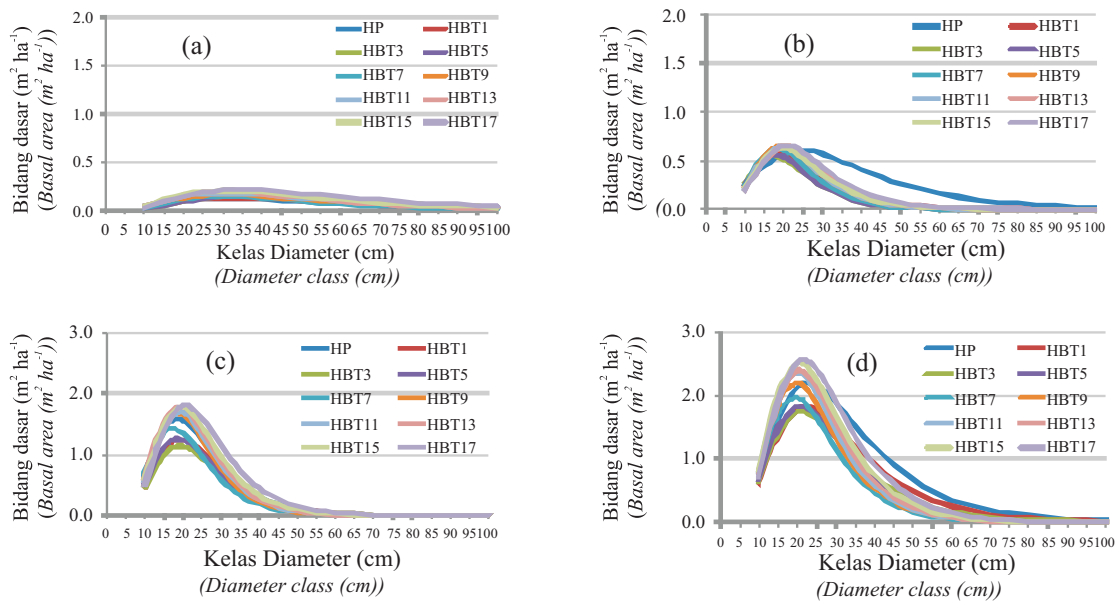 2.0
1.5
1.0
0.5
0.0
Bidang dasar (m² ha⁻¹)
(Basal area (m² ha⁻¹))
(a)
HP HBT1
HBT3 HBT5
HBT7 HBT9
HBT11 HBT13
HBT15 HBT17
0 5 10 15 20 25 30 35 40 45 50 55 60 65 70 75 80 85 90 95 100
Kelas Diameter (cm)
(Diameter class (cm))
2.0
1.5
1.0
0.5
(0.0
Bidang dasar (m² ha⁻¹)
(Basal area (m² ha⁻¹))
(b)
HP HBT1
HBT3 HBT5
HBT7 HBT9
HBT11 HBT13
HBT15 HBT17
0 5 10 15 20 25 30 35 40 45 50 55 60 65 70 75 80 85 90 95 100
Kelas Diameter (cm)
(Diameter class (cm))
3.0
2.0
1.0
0.0
Bidang dasar (m² ha⁻¹)
(Basal area (m² ha⁻¹))
(c)
HP HBT1
HBT3 HBT5
HBT7 HBT9
HBT11 HBT13
HBT15 HBT17
0 5 10 15 20 25 30 35 40 45 50 55 60 65 70 75 80 85 90 95 100
Kelas Diameter (cm)
(Diameter class (cm))
3.0
2.0
1.0
0.0
Bidang dasar (m² ha⁻¹)
(Basal area (m² ha⁻¹))
(d)
HP HBT1
HBT3 HBT5
HBT7 HBT9
HBT11 HBT13
HBT15 HBT17
0 5 10 15 20 25 30 35 40 45 50 55 60 65 70 75 80 85 90 95 100
Kelas Diameter (cm)
(Diameter class (cm))